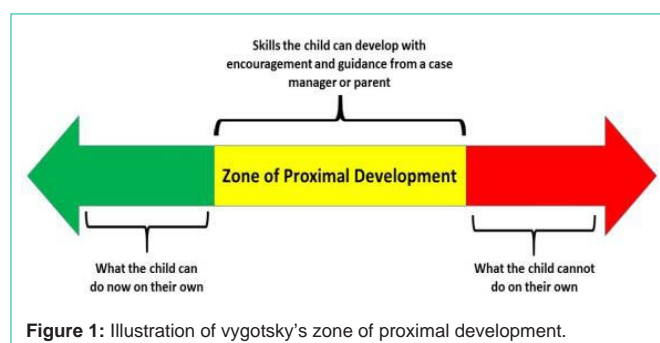 Skills the child can develop with
encouragement and guidance from a case
manager or parent
Zone of Proximal Development
What the child can
do now on their own
What the child cannot
do on their own
Figure 1: Illustration of vygotsky's zone of proximal development.